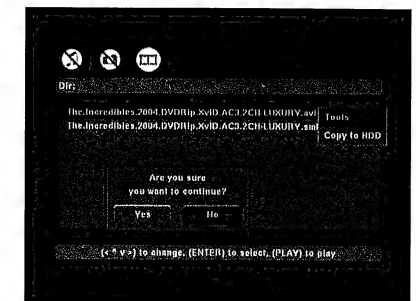 Dir:
The.Incredibles.2004.DVDRip.XviD.AC3.2CH-LUXURY.avi
The.Incredibles.2004.DVDRip.XviD.AC3.2CH-LUXURY.smi
Tools
Copy to HDD
Are you sure
you want to continue?
Yes No
(< ^ v >) to change, (ENTER) to select, (PLAY) to play